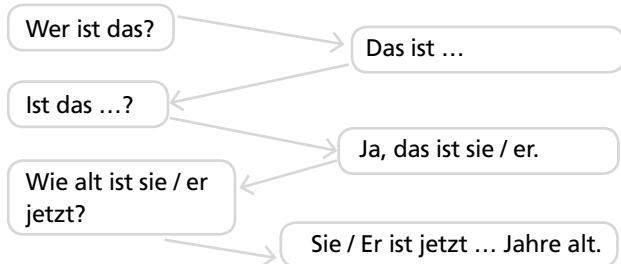 Wer ist das?
Das ist …
Ist das …?
Ja, das ist sie / er.
Wie alt ist sie / er
jetzt?
Sie / Er ist jetzt … Jahre alt.